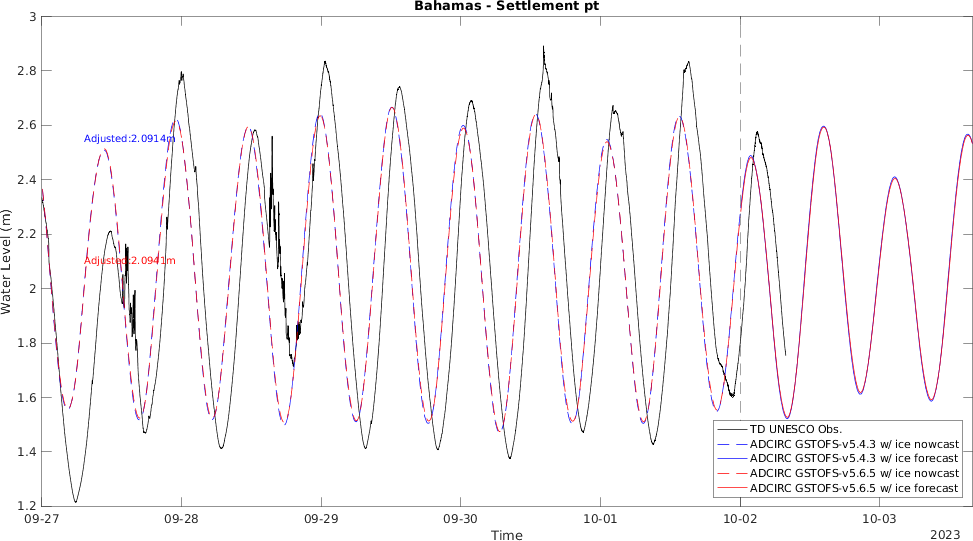 Bahamas - Settlement pt
3
2.8
2.6
2.4
2.2
2
1.8
1.6
1.4
1.2
Water Level (m)
Adjusted:2.0914m
Adjusted:2.0941m
TD UNESCO Obs.
ADCIRC GSTOFS-v5.4.3 w/ ice nowcast
ADCIRC GSTOFS-v5.4.3 w/ ice forecast
ADCIRC GSTOFS-v5.6.5 w/ ice nowcast
ADCIRC GSTOFS-v5.6.5 w/ ice forecast
09-27 09-28 09-29 09-30 10-01 10-02 10-03
Time
2023